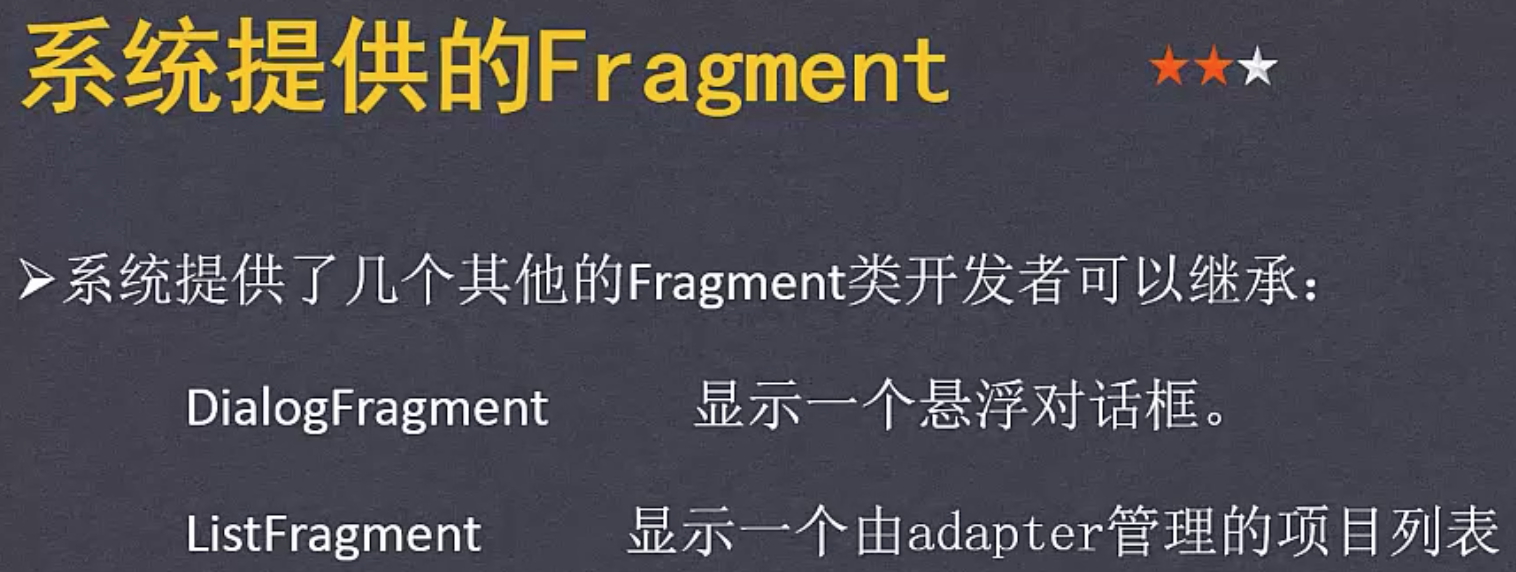 系统提供的Fragment
系统提供了几个其他的Fragment类开发者可以继承：
DialogFragment 显示一个悬浮对话框。
ListFragment 显示一个由adapter管理的项目列表